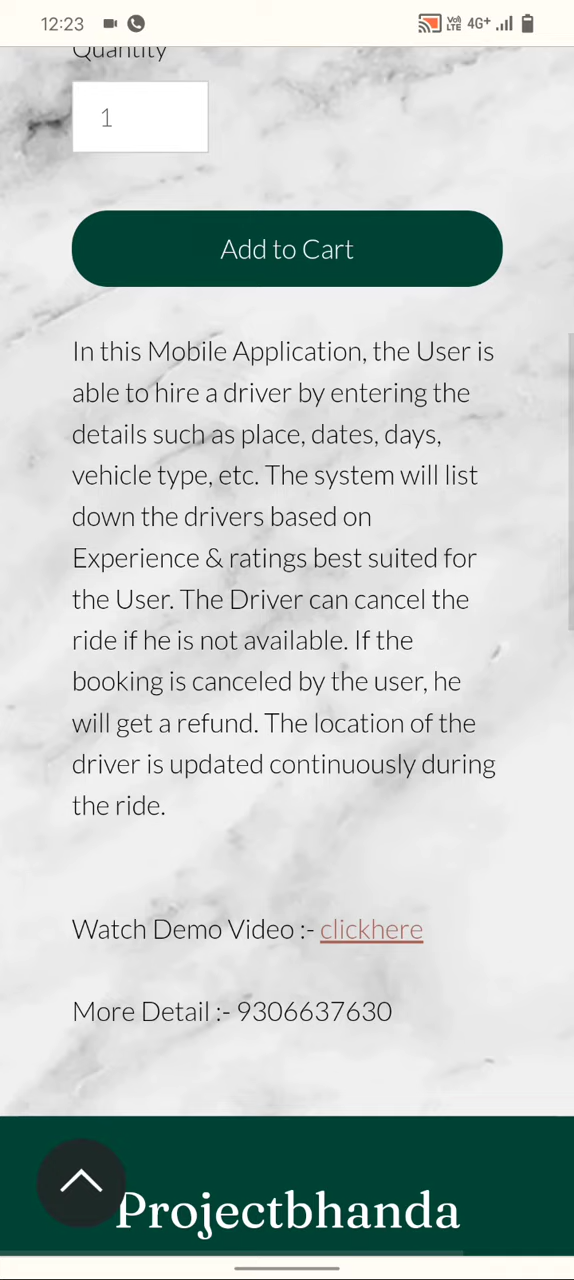 12:23
Vo) LTE 4G+
Quantity
1
Add to Cart
In this Mobile Application, the User is
able to hire a driver by entering the
details such as place, dates, days,
vehicle type, etc. The system will list
down the drivers based on
Experience & ratings best suited for
the User. The Driver can cancel the
ride if he is not available. If the
booking is canceled by the user, he
will get a refund. The location of the
driver is updated continuously during
the ride.
Watch Demo Video :- clickhere
More Detail :- 9306637630
Projectbhanda